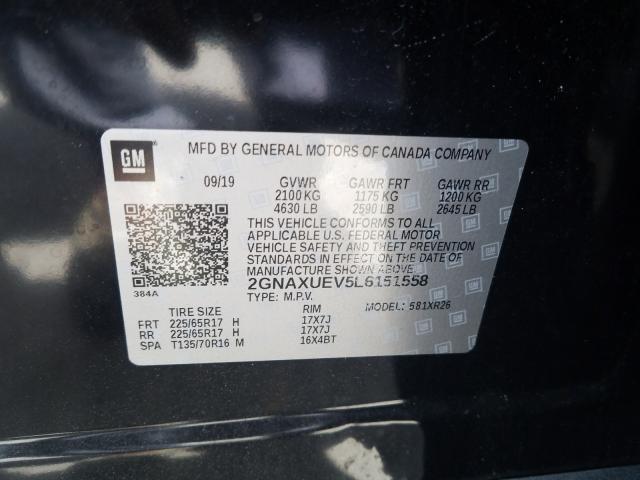 GM MFD BY GENERAL MOTORS OF CANADA COMPANY
09/19 GVWR GAWR FRT GAWR RR
2100 KG 1175 KG 1200 KG
4630 LB 2590 LB 2645 LB
THIS VEHICLE CONFORMS TO ALL
APPLICABLE U.S. FEDERAL MOTOR
VEHICLE SAFETY AND THEFT PREVENTION
STANDARDS IN EFFECT ON THE DATE OF
MANUFACTURE SHOWN ABOVE.
384A
2GNAXUEV5L6151558
TYPE: M.P.V. 581XR26
TIRE SIZE RIM
FRT 225/65R17 H 17X7J
RR 225/65R17 H 17X7J
SPA T135/70R16 M 16X4BT